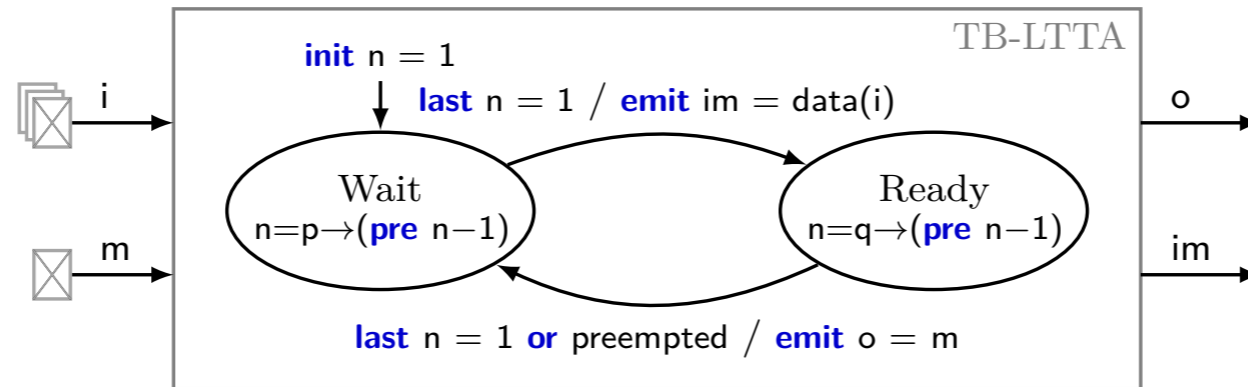 TB-LTTA
init n = 1
i
last n = 1 / emit im = data(i)
o
Wait
n=p→(pre n−1)
Ready
n=q→(pre n−1)
m
im
last n = 1 or preempted / emit o = m